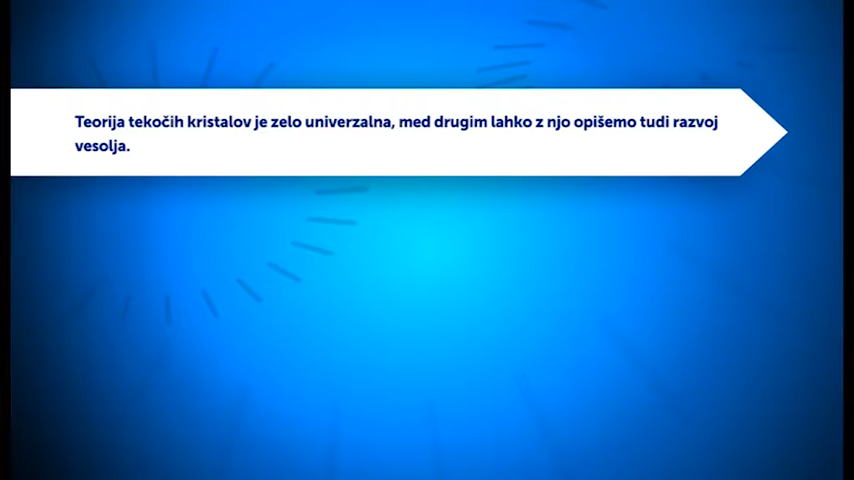 Teorija tekočih kristalov je zelo univerzalna, med drugim lahko z njo opišemo tudi razvoj
vesolja.